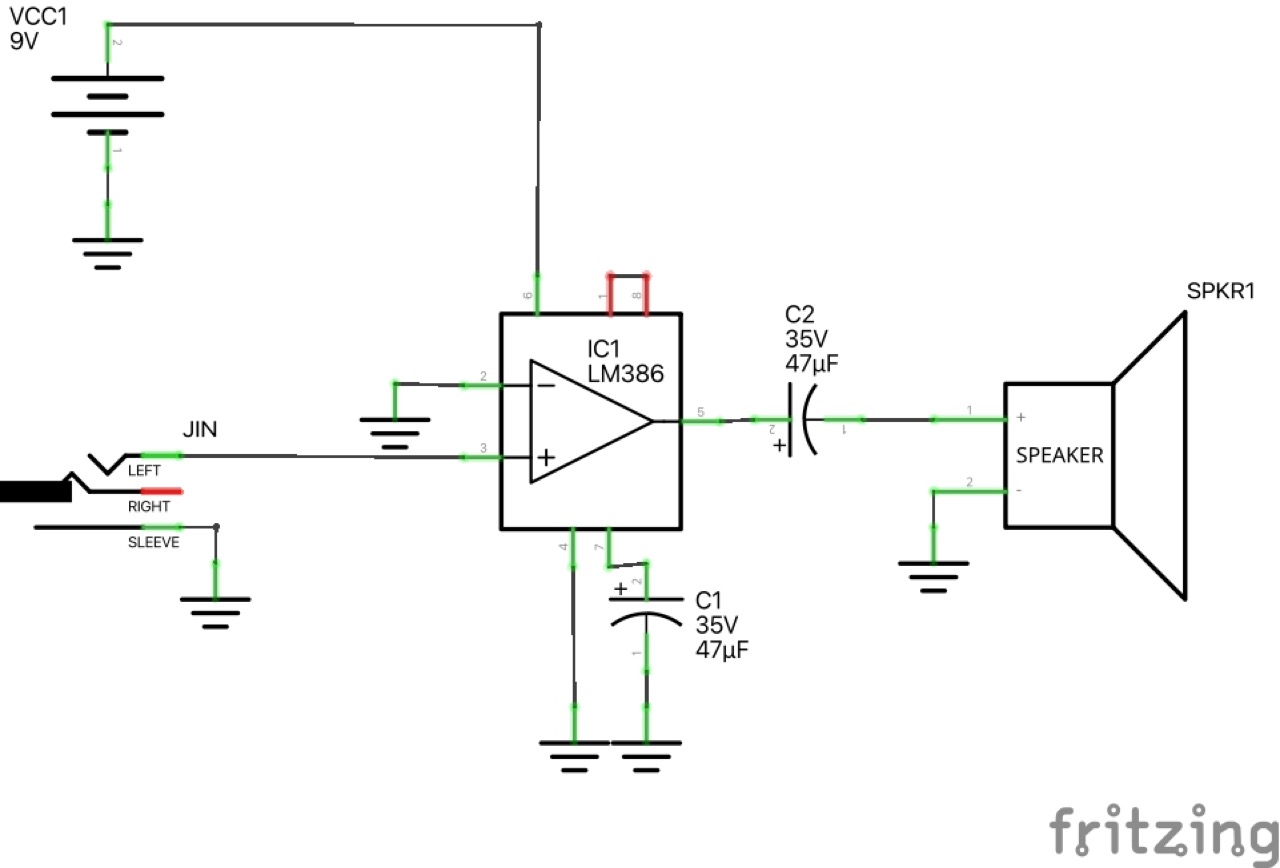 VCC1
9V
2
1
6
1
8
IC1
LM386
2
3
5
4
7
−
+
JIN
LEFT
RIGHT
SLEEVE
C2
35V
47µF
2
+
1
SPKR1
1
+
SPEAKER
2
-
+
2
C1
35V
47µF
1
fritzing